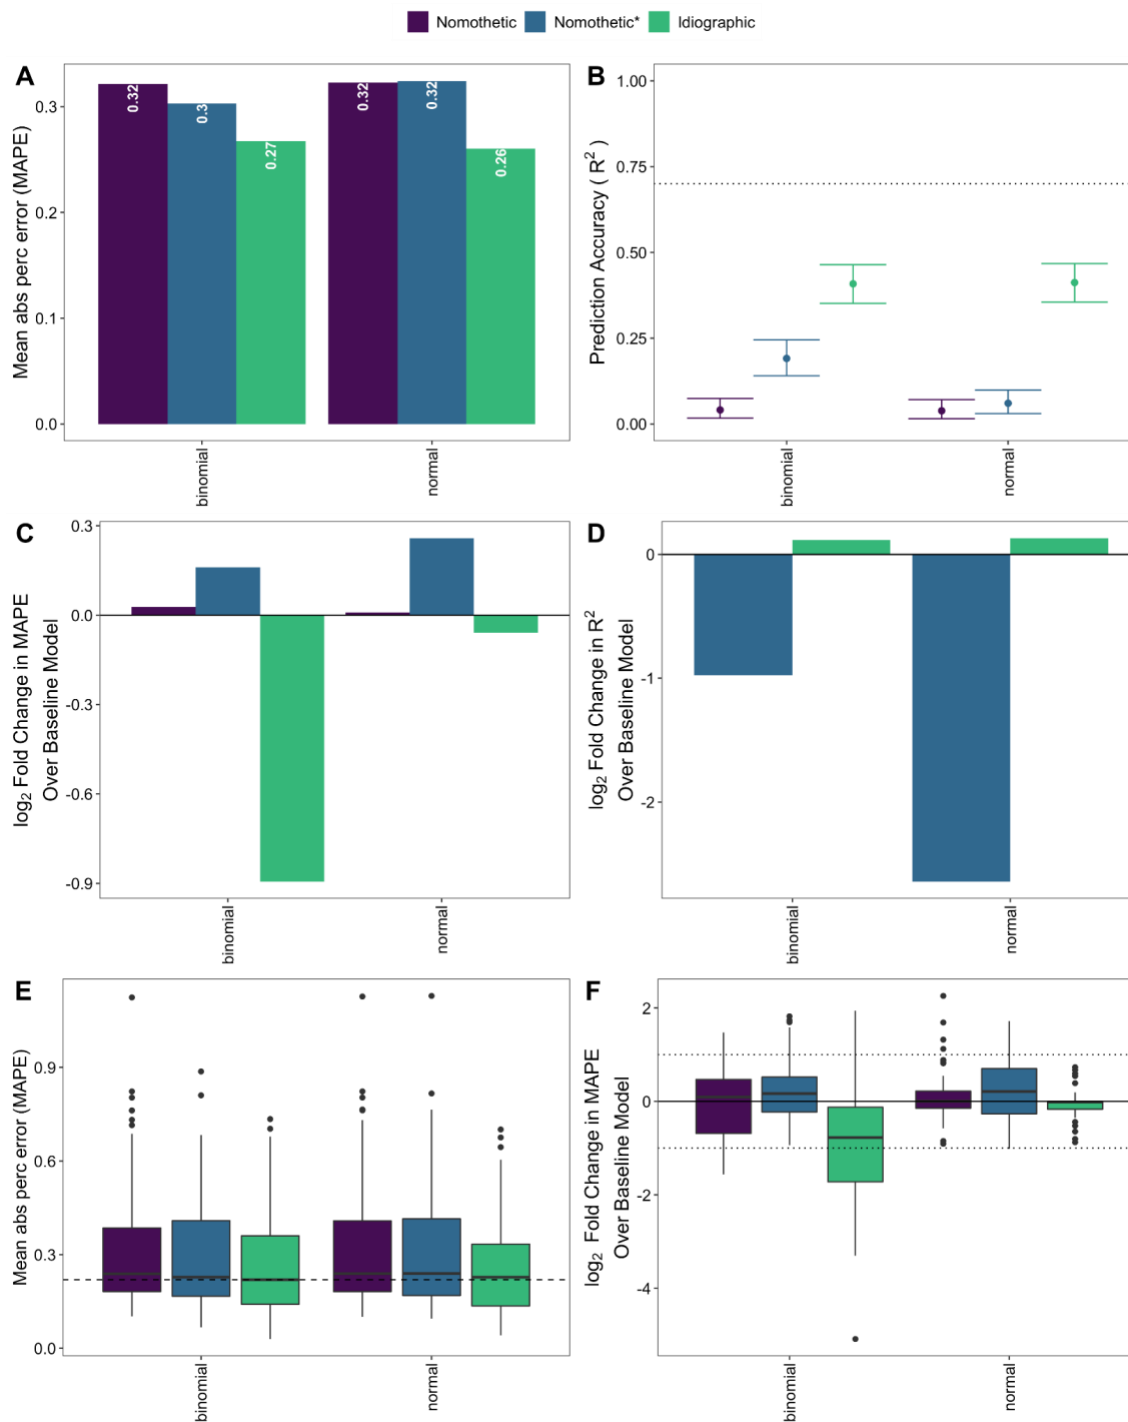 Nomothetic Nomothetic* Idiographic
A
Mean abs perc error (MAPE)
0.3
0.2
0.1
0.0
0.32
0.3
0.27
0.32
0.32
0.26
binomial
normal
B
Prediction Accuracy ( R² )
1.00
0.75
0.50
0.25
0.00
binomial
normal
C
log₂ Fold Change in MAPE
Over Baseline Model
0.3
0.0
-0.3
-0.6
-0.9
binomial
normal
D
log₂ Fold Change in R²
Over Baseline Model
0
-1
-2
binomial
normal
E
Mean abs perc error (MAPE)
0.9
0.6
0.3
0.0
binomial
normal
F
log₂ Fold Change in MAPE
Over Baseline Model
2
0
-2
-4
binomial
normal